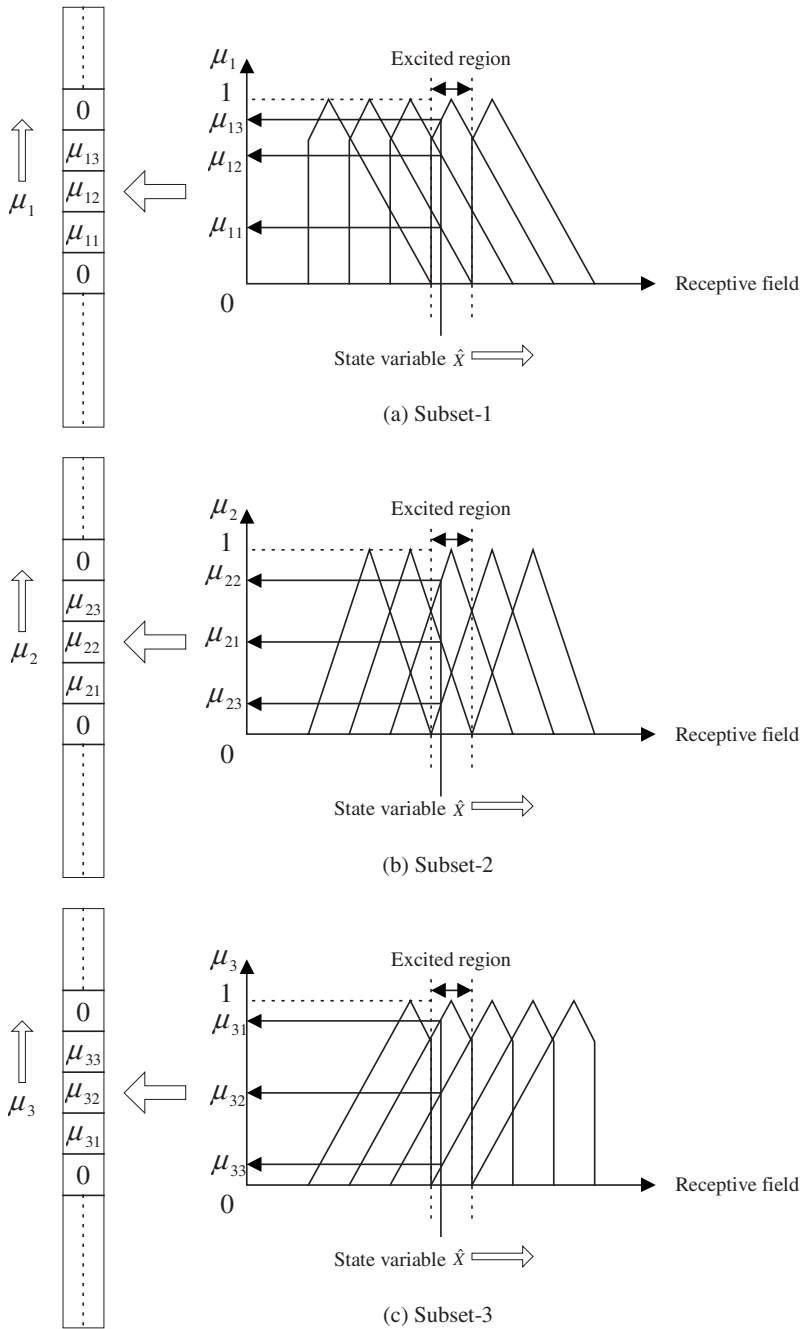 μ₁
Excited region
1
0
μ₁₃
μ₁₃
μ₁₂
μ₁₂
μ₁
μ₁₁
μ₁₁
0
0
Receptive field
State variable X̂
(a) Subset-1
μ₂
Excited region
1
0
μ₂₂
μ₂₃
μ₂₂
μ₂₁
μ₂
μ₂₁
μ₂₃
0
0
Receptive field
State variable X̂
(b) Subset-2
μ₃
Excited region
1
0
μ₃₁
μ₃₃
μ₃₂
μ₃₂
μ₃
μ₃₁
μ₃₃
0
0
Receptive field
State variable X̂
(c) Subset-3